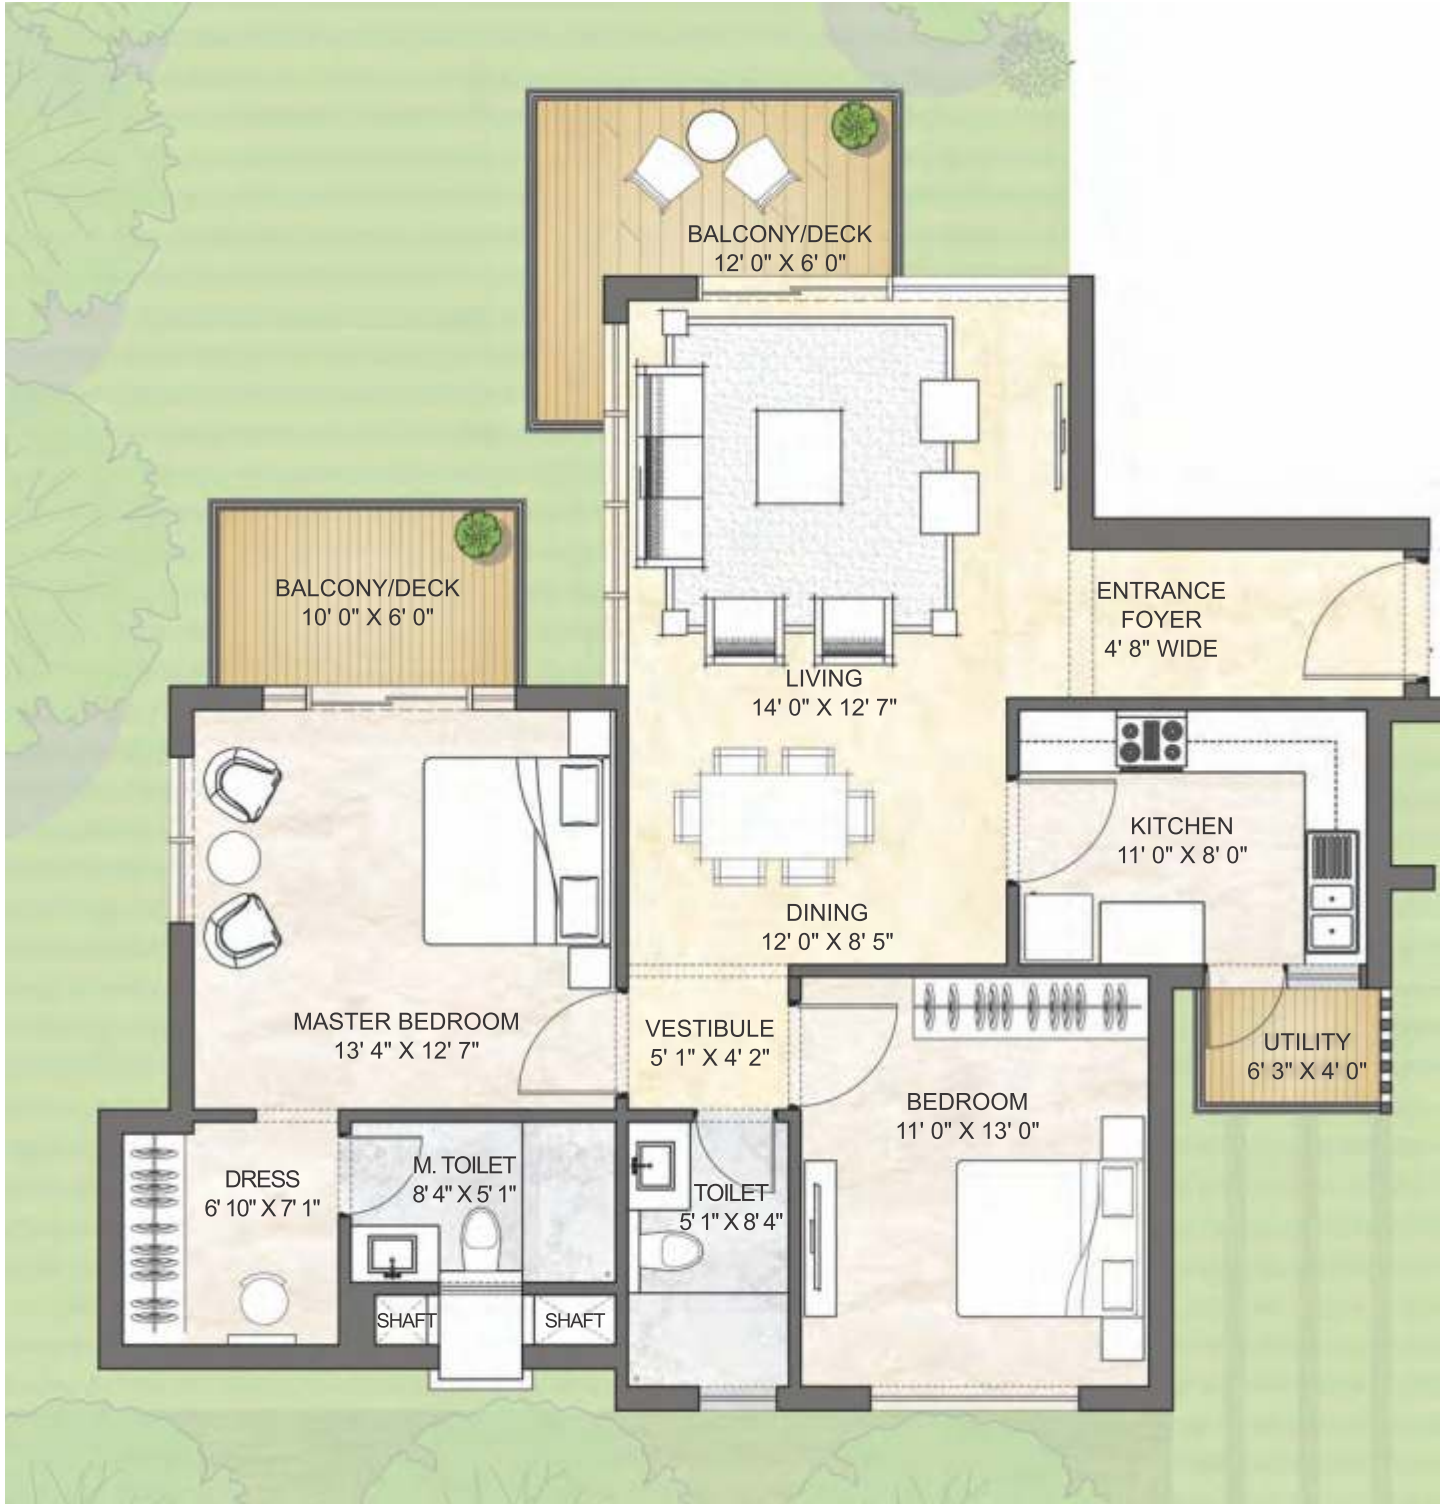 BALCONY/DECK
12' 0" X 6' 0"
BALCONY/DECK
10' 0" X 6' 0"
ENTRANCE
FOYER
4' 8" WIDE
LIVING
14' 0" X 12' 7"
KITCHEN
11' 0" X 8' 0"
DINING
12' 0" X 8' 5"
MASTER BEDROOM
13' 4" X 12' 7"
VESTIBULE
5' 1" X 4' 2"
UTILITY
6' 3" X 4' 0"
BEDROOM
11' 0" X 13' 0"
DRESS
6' 10" X 7' 1"
M. TOILET
8' 4" X 5' 1"
TOILET
5' 1" X 8' 4"
SHAFT
SHAFT